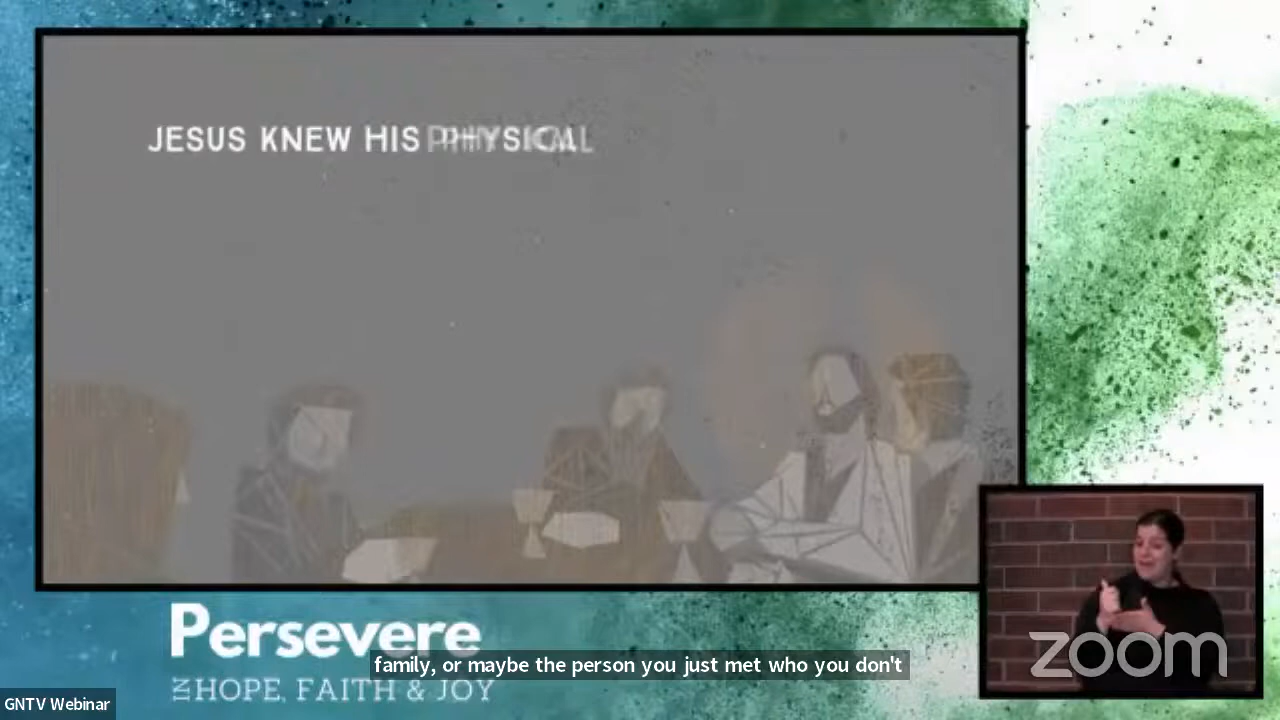 JESUS KNEW HIS PHYSICAL
Persevere
family, or maybe the person you just met who you don't
IN HOPE, FAITH & JOY
GNTV Webinar
zoom